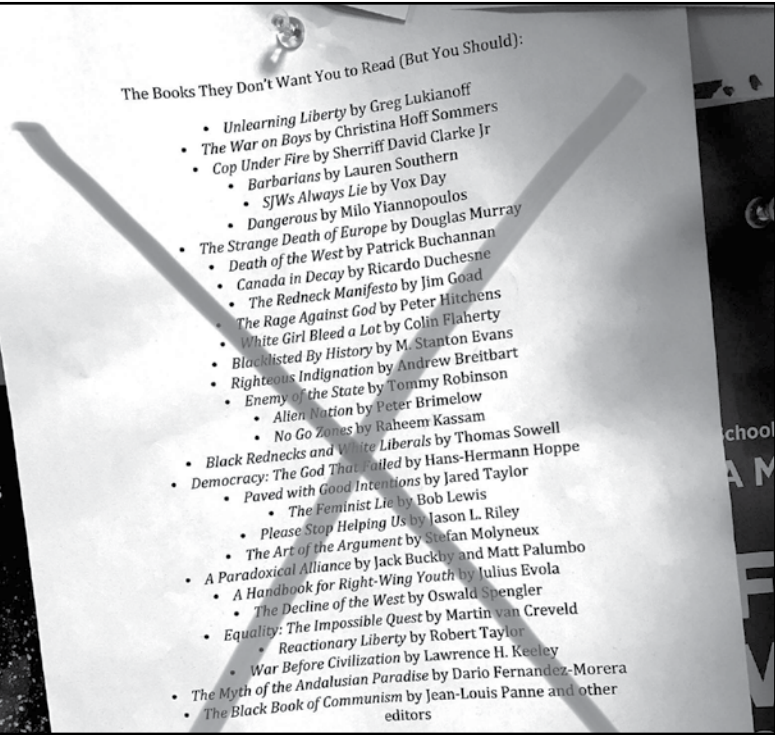 The Books They Don't Want You to Read (But You Should):
• Unlearning Liberty by Greg Lukianoff
• The War on Boys by Christina Hoff Sommers
• Cop Under Fire by Sherriff David Clarke Jr
• Barbarians by Lauren Southern
• SJWs Always Lie by Vox Day
• Dangerous by Milo Yiannopoulos
• The Strange Death of Europe by Douglas Murray
• Death of the West by Patrick Buchannan
• Canada in Decay by Ricardo Duchesne
• The Redneck Manifesto by Jim Goad
• The Rage Against God by Peter Hitchens
• White Girl Bleed a Lot by Colin Flaherty
• Blacklisted By History by M. Stanton Evans
• Righteous Indignation by Andrew Breitbart
• Enemy of the State by Tommy Robinson
• Alien Nation by Peter Brimelow
• No Go Zones by Raheem Kassam
• Black Rednecks and White Liberals by Thomas Sowell
• Democracy: The God That Failed by Hans-Hermann Hoppe
• Paved with Good Intentions by Jared Taylor
• The Feminist Lie by Bob Lewis
• Please Stop Helping Us by Jason L. Riley
• The Art of the Argument by Stefan Molyneux
• A Paradoxical Alliance by Jack Buckby and Matt Palumbo
• A Handbook for Right-Wing Youth by Julius Evola
• The Decline of the West by Oswald Spengler
• Equality: The Impossible Quest by Martin van Creveld
• Reactionary Liberty by Robert Taylor
• War Before Civilization by Lawrence H. Keeley
• The Myth of the Andalusian Paradise by Dario Fernandez-Morera
• The Black Book of Communism by Jean-Louis Panne and other
editors
chool
A M